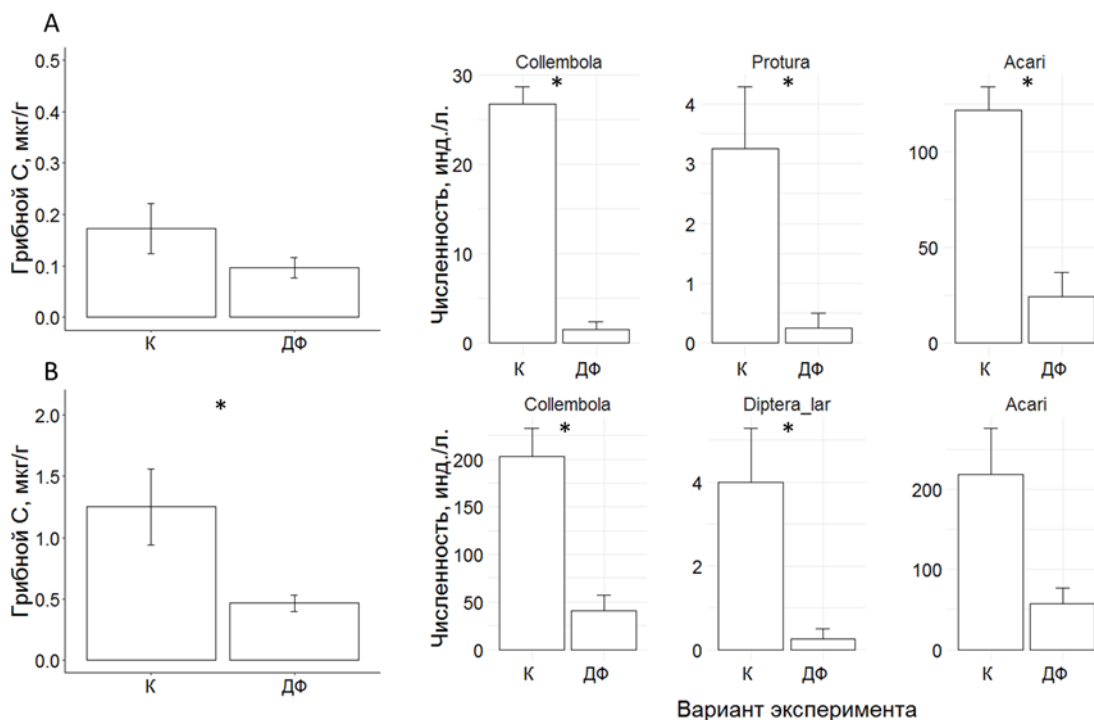 A
Грибной С, мкг/г
0.5
0.4
0.3
0.2
0.1
0.0
К
ДФ
Численность, инд./л.
Collembola
*
30
20
10
0
К
ДФ
Protura
*
4
3
2
1
0
К
ДФ
Acari
*
100
50
0
К
ДФ
B
Грибной С, мкг/г
*
2.0
1.5
1.0
0.5
0.0
К
ДФ
Численность, инд./л.
Collembola
*
200
150
100
50
0
К
ДФ
Diptera_lar
*
4
2
0
К
ДФ
Acari
200
100
0
К
ДФ
Вариант эксперимента